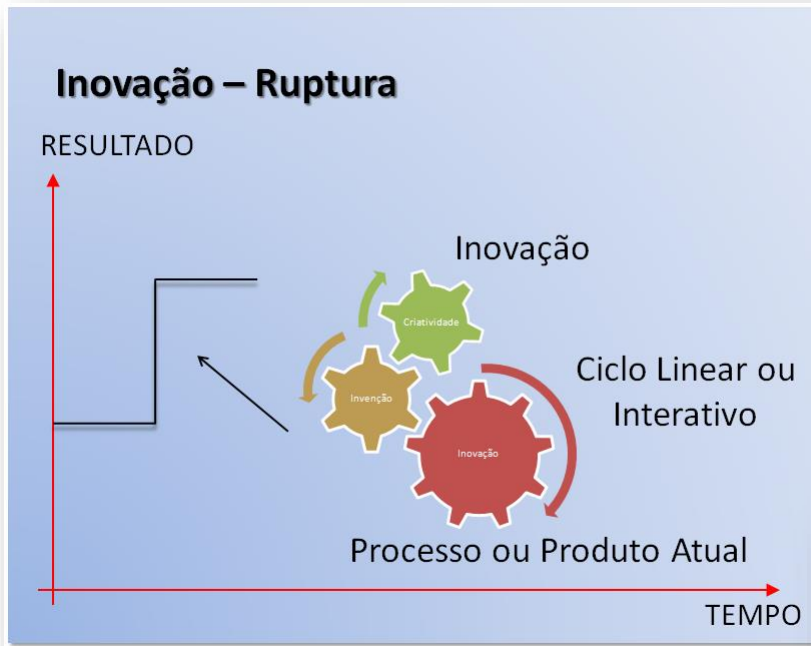 Inovação – Ruptura
RESULTADO
Inovação
Criatividade
Ciclo Linear ou
Interativo
Invenção
Inovação
Processo ou Produto Atual
TEMPO